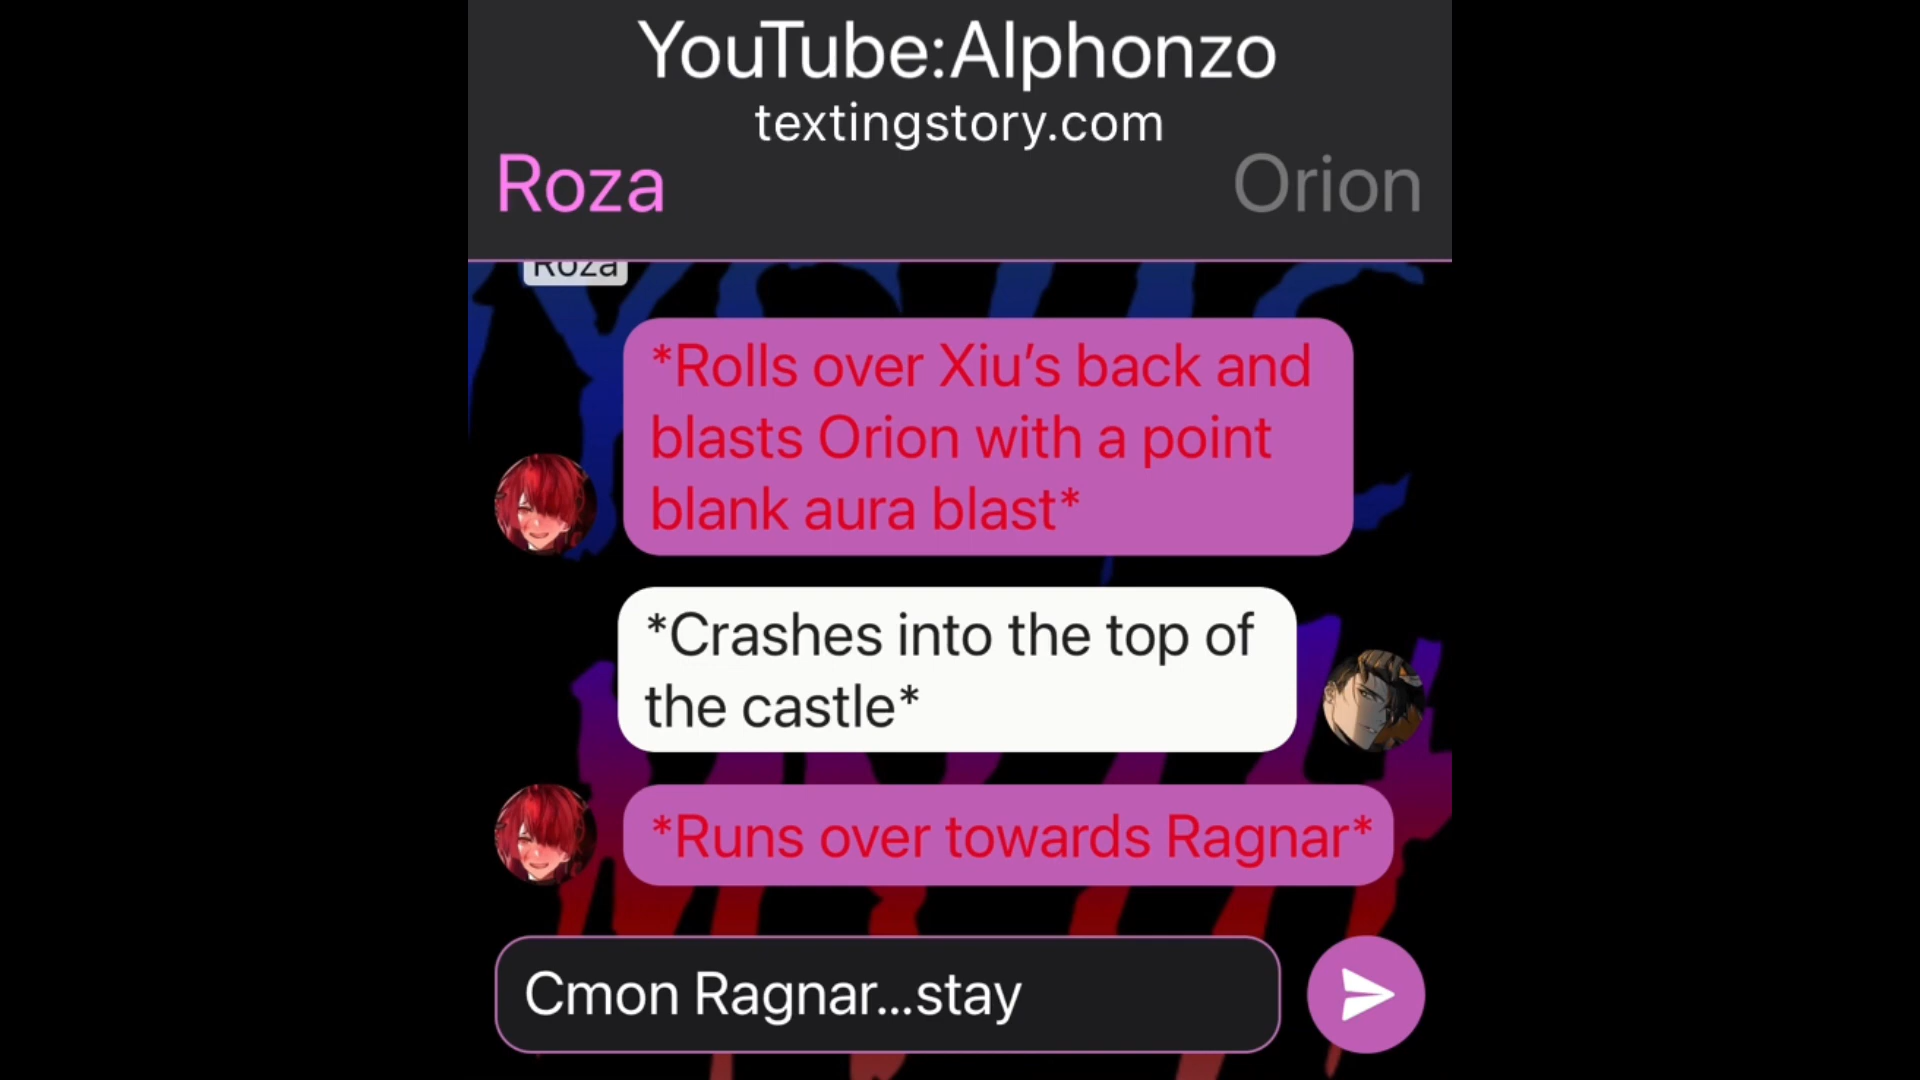 YouTube:Alphonzo
textingstory.com
Roza Orion
Roza
*Rolls over Xiu’s back and
blasts Orion with a point
blank aura blast*
*Crashes into the top of
the castle*
*Runs over towards Ragnar*
Cmon Ragnar...stay